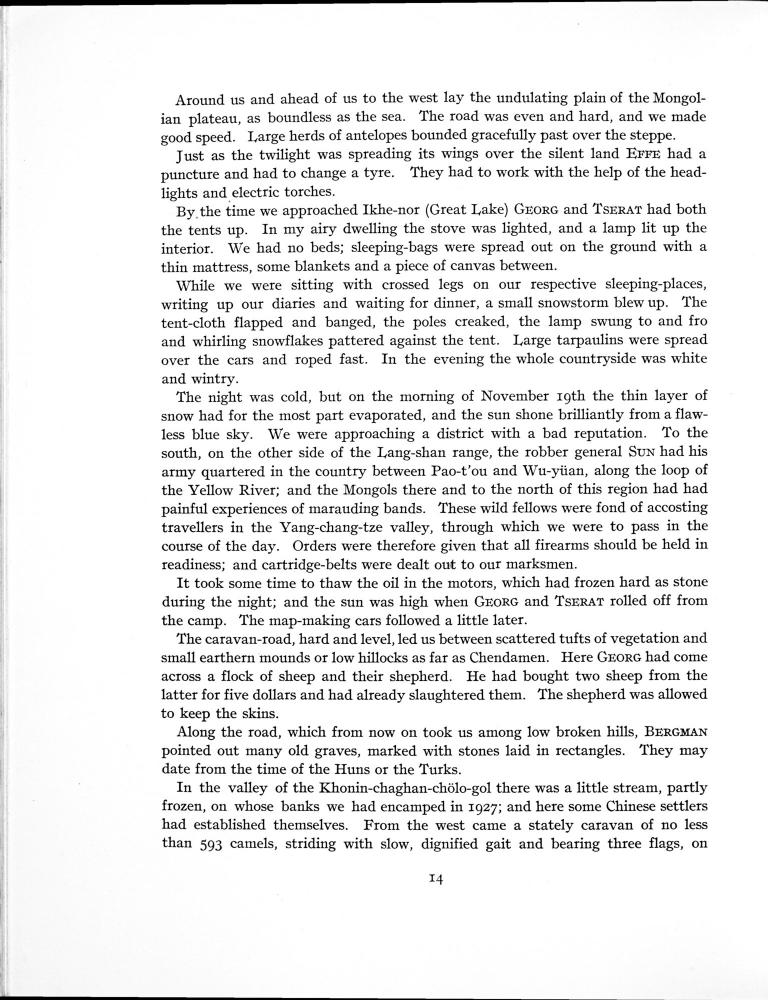 Around us and ahead of us to the west lay the undulating plain of the Mongol-
ian plateau, as boundless as the sea. The road was even and hard, and we made
good speed. Large herds of antelopes bounded gracefully past over the steppe.
Just as the twilight was spreading its wings over the silent land EFFE had a
puncture and had to change a tyre. They had to work with the help of the head-
lights and electric torches.
By the time we approached Ikhe-nor (Great Lake) GEORG and TSERAT had both
the tents up. In my airy dwelling the stove was lighted, and a lamp lit up the
interior. We had no beds; sleeping-bags were spread out on the ground with a
thin mattress, some blankets and a piece of canvas between.
While we were sitting with crossed legs on our respective sleeping-places,
writing up our diaries and waiting for dinner, a small snowstorm blew up. The
tent-cloth flapped and banged, the poles creaked, the lamp swung to and fro
and whirling snowflakes pattered against the tent. Large tarpaulins were spread
over the cars and roped fast. In the evening the whole countryside was white
and wintry.
The night was cold, but on the morning of November 19th the thin layer of
snow had for the most part evaporated, and the sun shone brilliantly from a flaw-
less blue sky. We were approaching a district with a bad reputation. To the
south, on the other side of the Lang-shan range, the robber general SUN had his
army quartered in the country between Pao-t'ou and Wu-yüan, along the loop of
the Yellow River; and the Mongols there and to the north of this region had had
painful experiences of marauding bands. These wild fellows were fond of accosting
travellers in the Yang-chang-tze valley, through which we were to pass in the
course of the day. Orders were therefore given that all firearms should be held in
readiness; and cartridge-belts were dealt out to our marksmen.
It took some time to thaw the oil in the motors, which had frozen hard as stone
during the night; and the sun was high when GEORG and TSERAT rolled off from
the camp. The map-making cars followed a little later.
The caravan-road, hard and level, led us between scattered tufts of vegetation and
small earthern mounds or low hillocks as far as Chendamen. Here GEORG had come
across a flock of sheep and their shepherd. He had bought two sheep from the
latter for five dollars and had already slaughtered them. The shepherd was allowed
to keep the skins.
Along the road, which from now on took us among low broken hills, BERGMAN
pointed out many old graves, marked with stones laid in rectangles. They may
date from the time of the Huns or the Turks.
In the valley of the Khonin-chaghan-chölo-gol there was a little stream, partly
frozen, on whose banks we had encamped in 1927; and here some Chinese settlers
had established themselves. From the west came a stately caravan of no less
than 593 camels, striding with slow, dignified gait and bearing three flags, on
14